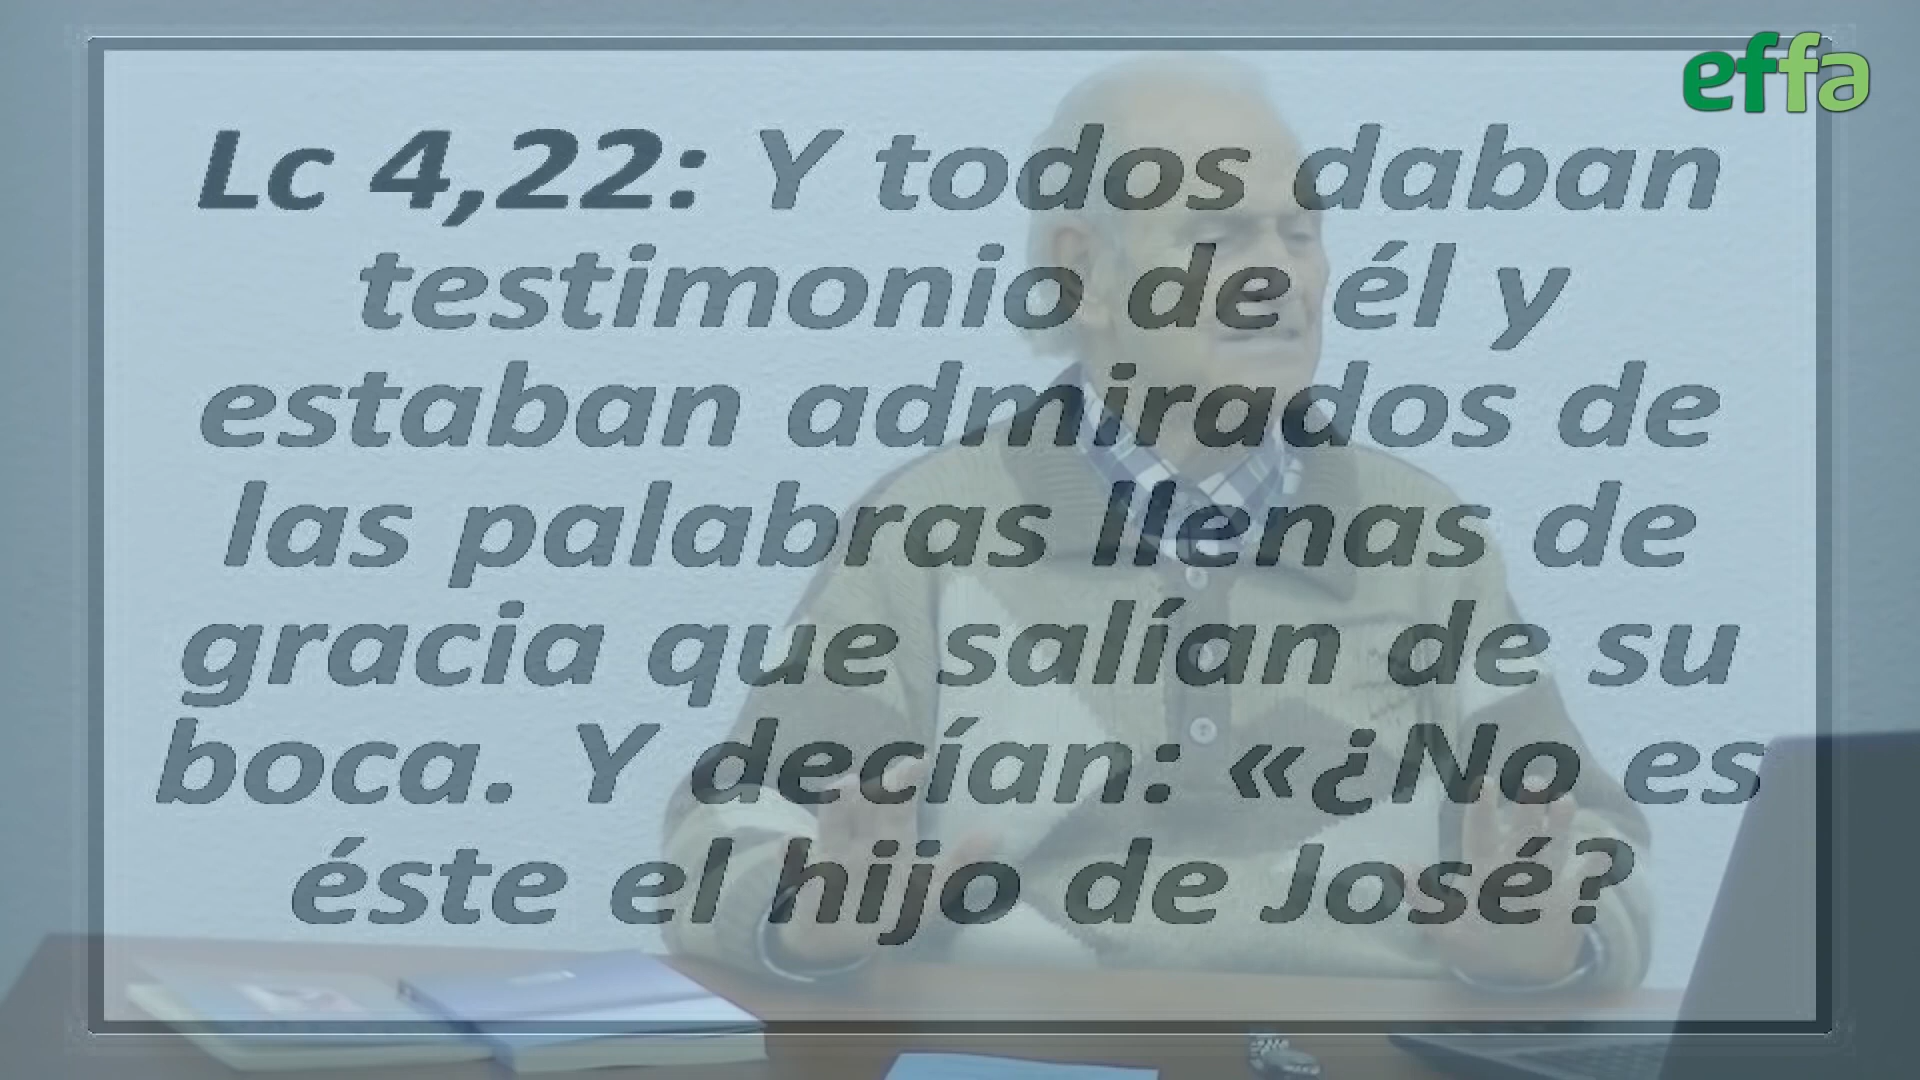 effa
Lc 4,22: Y todos daban
testimonio de él y
estaban admirados de
las palabras llenas de
gracia que salían de su
boca. Y decían: «¿No es
éste el hijo de José?